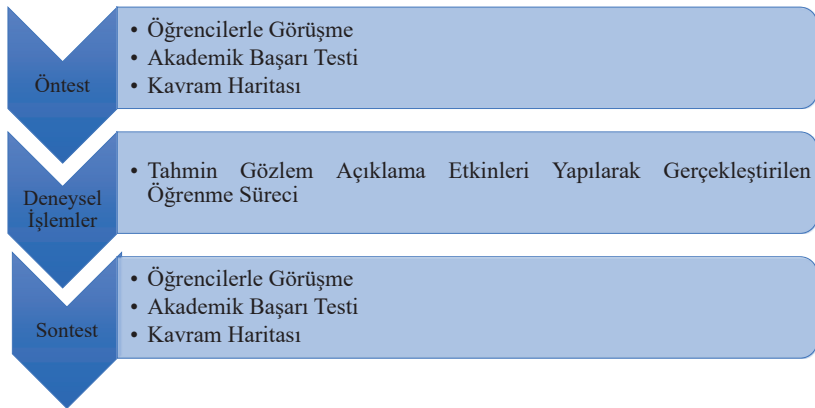 Öntest
• Öğrencilerle Görüşme
• Akademik Başarı Testi
• Kavram Haritası
Deneysel
İşlemler
• Tahmin Gözlem Açıklama Etkinleri Yapılarak Gerçekleştirilen
Öğrenme Süreci
Sontest
• Öğrencilerle Görüşme
• Akademik Başarı Testi
• Kavram Haritası